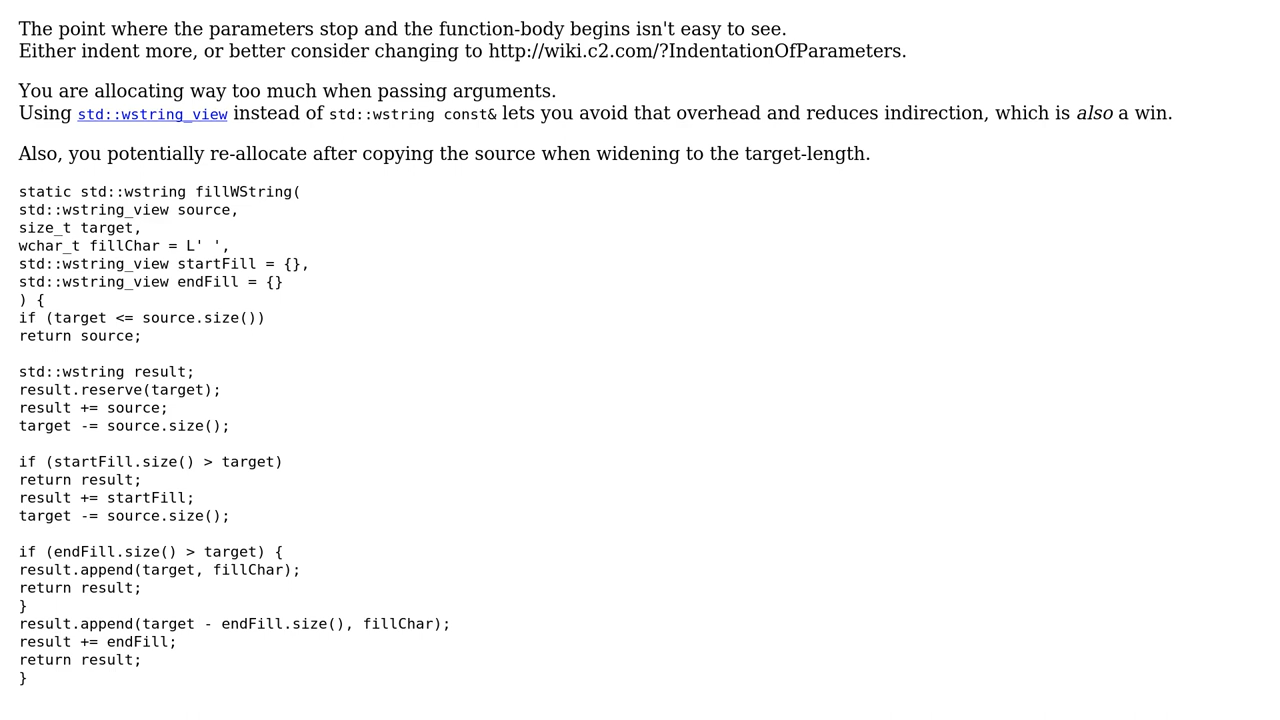 The point where the parameters stop and the function-body begins isn't easy to see.
Either indent more, or better consider changing to http://wiki.c2.com/?IndentationOfParameters.
You are allocating way too much when passing arguments.
Using std::wstring_view instead of std::wstring const& lets you avoid that overhead and reduces indirection, which is also a win.
Also, you potentially re-allocate after copying the source when widening to the target-length.
static std::wstring fillWString(
std::wstring_view source,
size_t target,
wchar_t fillChar = L' ',
std::wstring_view startFill = {},
std::wstring_view endFill = {}
) {
if (target <= source.size())
return source;
std::wstring result;
result.reserve(target);
result += source;
target -= source.size();
if (startFill.size() > target)
return result;
result += startFill;
target -= source.size();
if (endFill.size() > target) {
result.append(target, fillChar);
return result;
}
result.append(target - endFill.size(), fillChar);
result += endFill;
return result;
}